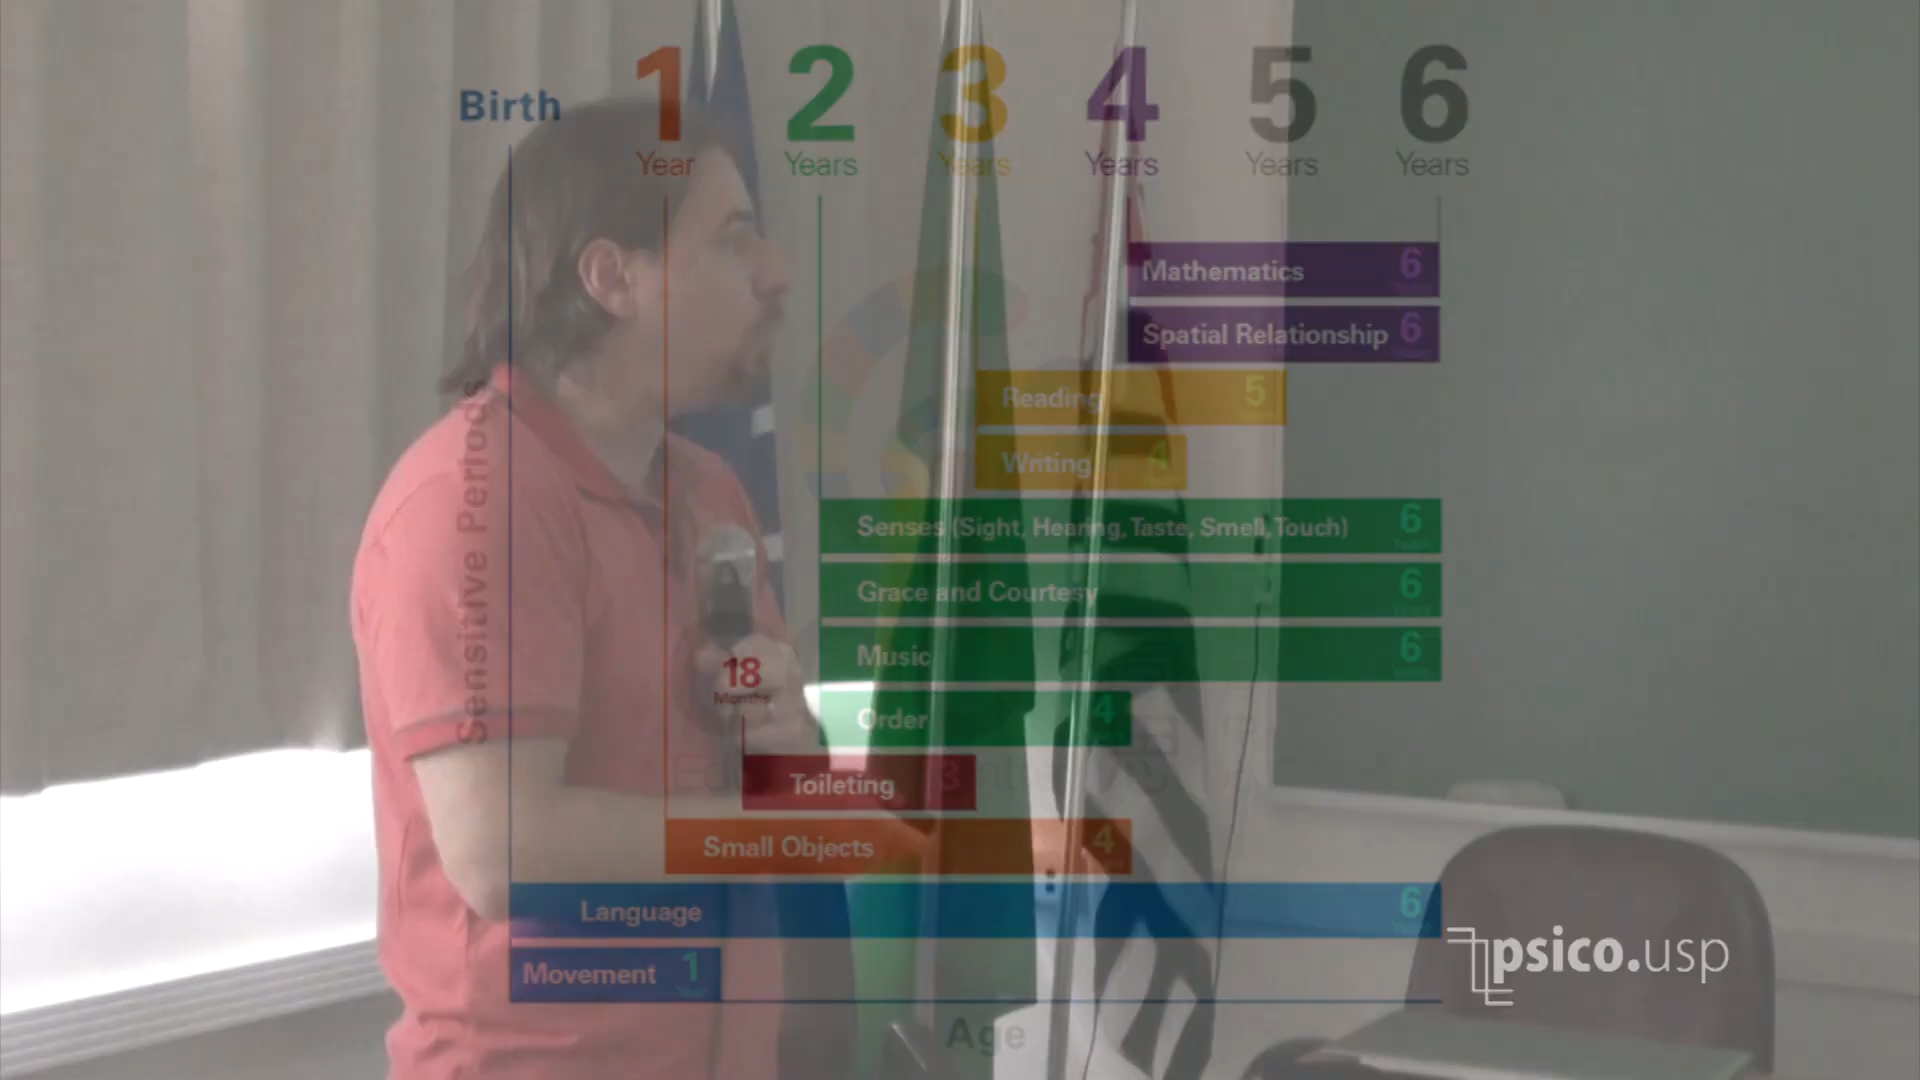 Birth
1 2 3 4 5 6
Year Years Years Years Years Years
Mathematics 6
Spatial Relationship 6
Reading 5
Writing 4
Senses (Sight, Hearing, Taste, Smell, Touch) 6
Grace and Courtesy 6
Music 6
18
Months
Order 4
Toileting 3
Small Objects 4
Language 6
Movement 1
Sensitive Periods
Age
psico.usp